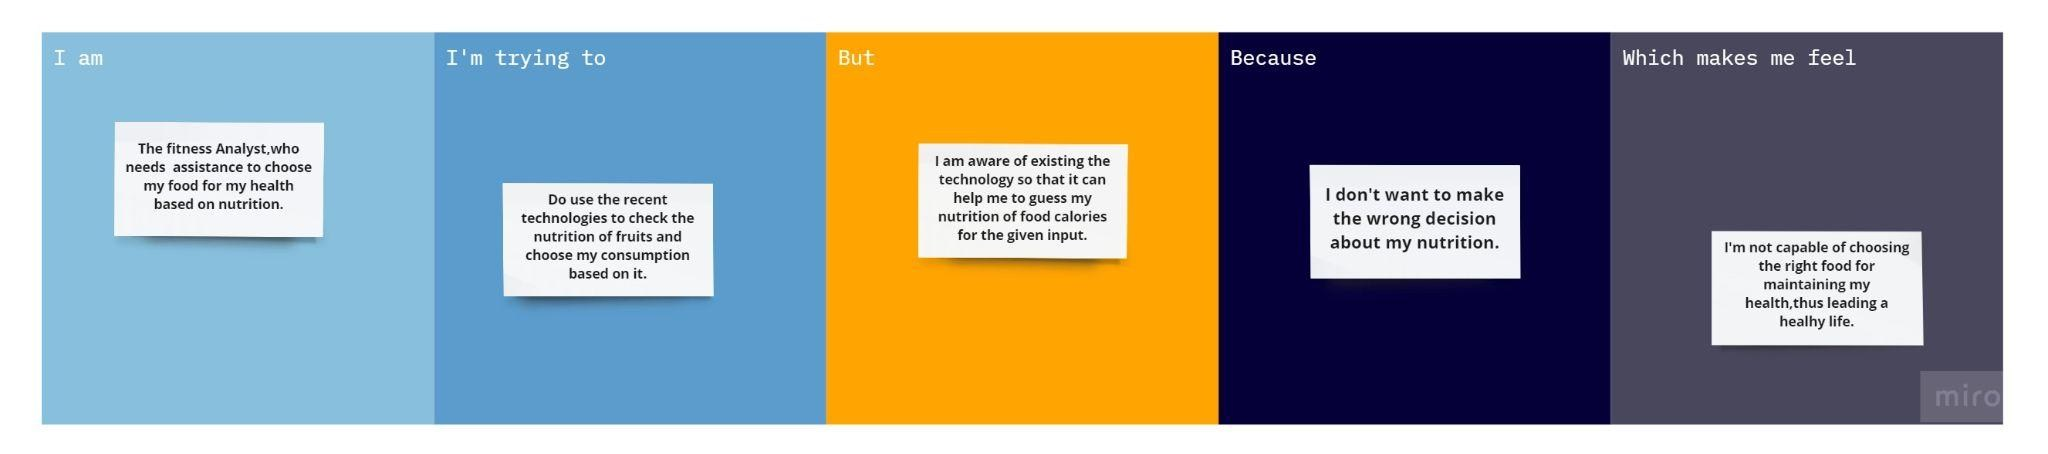 I am
The fitness Analyst,who
needs assistance to choose
my food for my health
based on nutrition.
I'm trying to
Do use the recent
technologies to check the
nutrition of fruits and
choose my consumption
based on it.
But
I am aware of existing the
technology so that it can
help me to guess my
nutrition of food calories
for the given input.
Because
I don't want to make
the wrong decision
about my nutrition.
Which makes me feel
I'm not capable of choosing
the right food for
maintaining my
health,thus leading a
healhy life.
miro